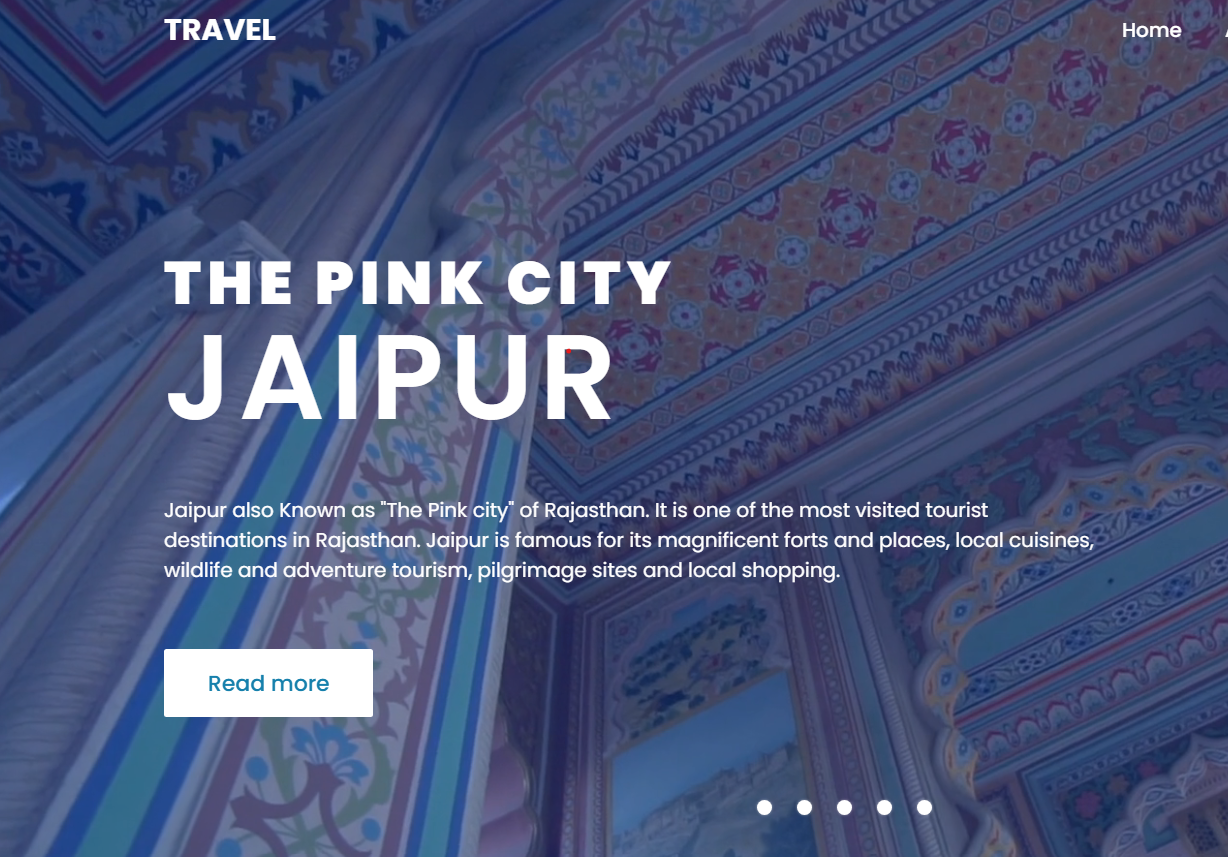 TRAVEL
Home
THE PINK CITY
JAIPUR
Jaipur also Known as "The Pink city" of Rajasthan. It is one of the most visited tourist
destinations in Rajasthan. Jaipur is famous for its magnificent forts and places, local cuisines,
wildlife and adventure tourism, pilgrimage sites and local shopping.
Read more